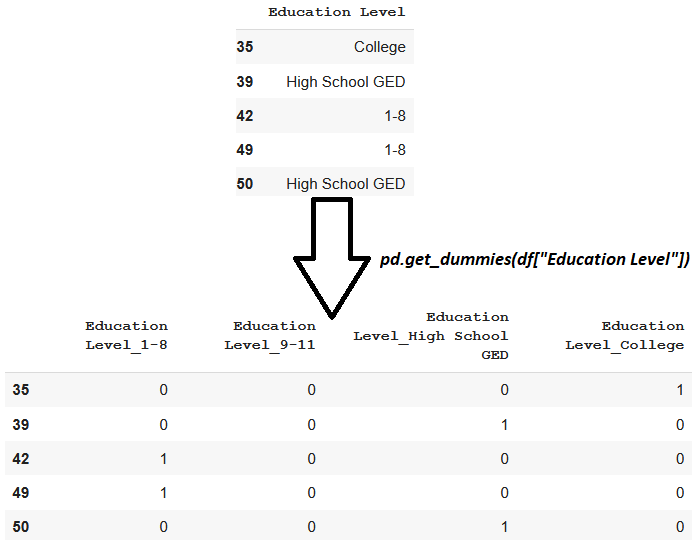 Education Level
35 College
39 High School GED
42 1-8
49 1-8
50 High School GED
pd.get_dummies(df["Education Level"])
Education Level_1-8 Education Level_9-11 Education Level_High School GED Education Level_College
35 0 0 0 1
39 0 0 1 0
42 1 0 0 0
49 1 0 0 0
50 0 0 1 0